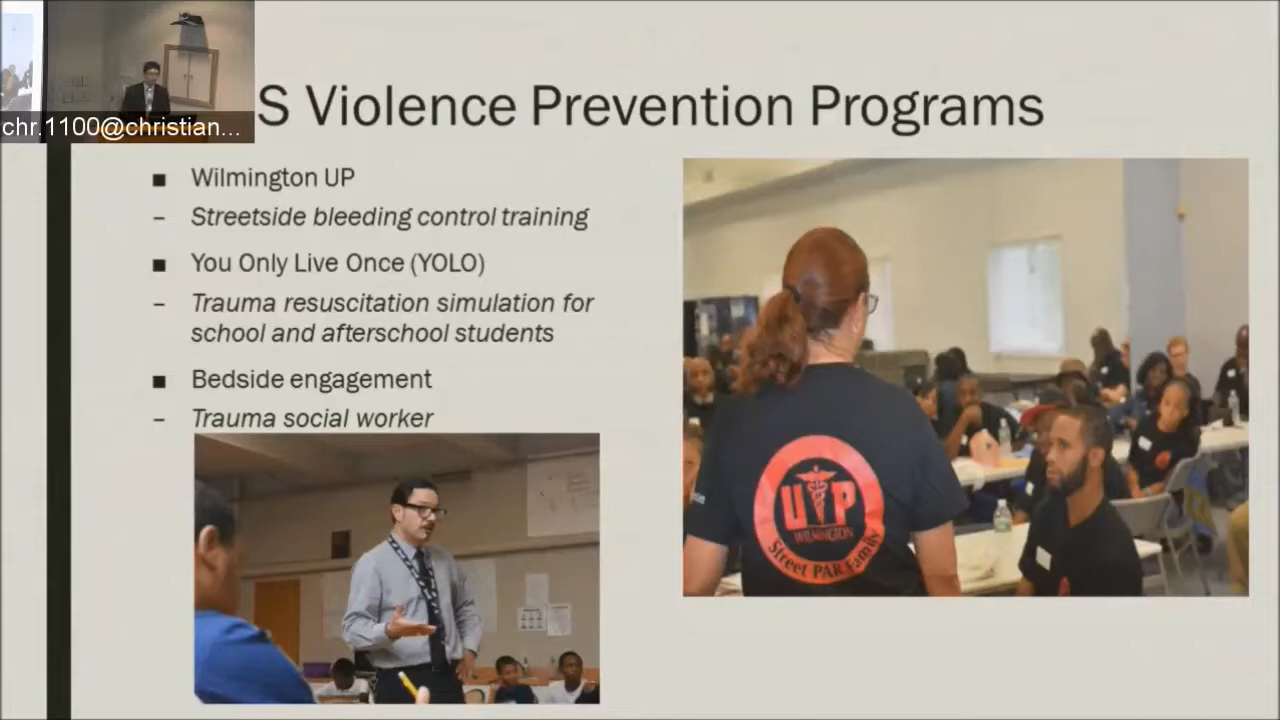 chr.1100@christian...
S Violence Prevention Programs
■ Wilmington UP
– Streetside bleeding control training
■ You Only Live Once (YOLO)
– Trauma resuscitation simulation for
school and afterschool students
■ Bedside engagement
– Trauma social worker
UP
WILMINGTON
Street PAR Family